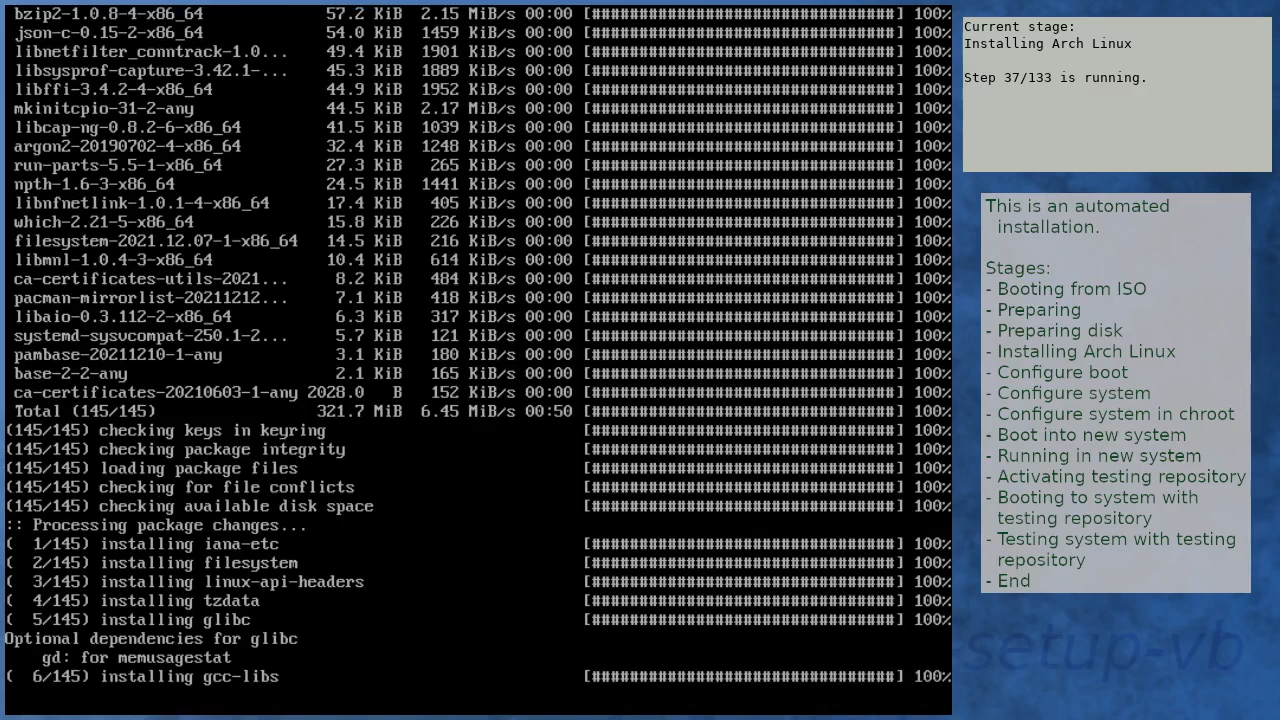 bzip2-1.0.8-4-x86_64 57.2 KiB 2.15 MiB/s 00:00 [#################################] 100%
json-c-0.15-2-x86_64 54.0 KiB 1459 KiB/s 00:00 [#################################] 100%
libnetfilter_conntrack-1.0... 49.4 KiB 1901 KiB/s 00:00 [#################################] 100%
libsysprof-capture-3.42.1-... 45.3 KiB 1889 KiB/s 00:00 [#################################] 100%
libffi-3.4.2-4-x86_64 44.9 KiB 1952 KiB/s 00:00 [#################################] 100%
mkinitcpio-31-2-any 44.5 KiB 2.17 MiB/s 00:00 [#################################] 100%
libcap-ng-0.8.2-6-x86_64 41.5 KiB 1039 KiB/s 00:00 [#################################] 100%
argon2-20190702-4-x86_64 32.4 KiB 1248 KiB/s 00:00 [#################################] 100%
run-parts-5.5-1-x86_64 27.3 KiB 265 KiB/s 00:00 [#################################] 100%
npth-1.6-3-x86_64 24.5 KiB 1441 KiB/s 00:00 [#################################] 100%
libnfnetlink-1.0.1-4-x86_64 17.4 KiB 405 KiB/s 00:00 [#################################] 100%
which-2.21-5-x86_64 15.8 KiB 226 KiB/s 00:00 [#################################] 100%
filesystem-2021.12.07-1-x86_64 14.5 KiB 216 KiB/s 00:00 [#################################] 100%
libmnl-1.0.4-3-x86_64 10.4 KiB 614 KiB/s 00:00 [#################################] 100%
ca-certificates-utils-2021... 8.2 KiB 484 KiB/s 00:00 [#################################] 100%
pacman-mirrorlist-20211212... 7.1 KiB 418 KiB/s 00:00 [#################################] 100%
libaio-0.3.112-2-x86_64 6.3 KiB 317 KiB/s 00:00 [#################################] 100%
systemd-sysvcompat-250.1-2... 5.7 KiB 121 KiB/s 00:00 [#################################] 100%
pambase-20211210-1-any 3.1 KiB 180 KiB/s 00:00 [#################################] 100%
base-2-2-any 2.1 KiB 165 KiB/s 00:00 [#################################] 100%
ca-certificates-20210603-1-any 2028.0 B 152 KiB/s 00:00 [#################################] 100%
Total (145/145) 321.7 MiB 6.45 MiB/s 00:50 [#################################] 100%
(145/145) checking keys in keyring [#################################] 100%
(145/145) checking package integrity [#################################] 100%
(145/145) loading package files [#################################] 100%
(145/145) checking for file conflicts [#################################] 100%
(145/145) checking available disk space [#################################] 100%
:: Processing package changes...
( 1/145) installing iana-etc [#################################] 100%
( 2/145) installing filesystem [#################################] 100%
( 3/145) installing linux-api-headers [#################################] 100%
( 4/145) installing tzdata [#################################] 100%
( 5/145) installing glibc [#################################] 100%
Optional dependencies for glibc
gd: for memusagestat
( 6/145) installing gcc-libs [#################################] 100%
Current stage:
Installing Arch Linux
Step 37/133 is running.
This is an automated
installation.
Stages:
- Booting from ISO
- Preparing
- Preparing disk
- Installing Arch Linux
- Configure boot
- Configure system
- Configure system in chroot
- Boot into new system
- Running in new system
- Activating testing repository
- Booting to system with
testing repository
- Testing system with testing
repository
- End
-setup-vb